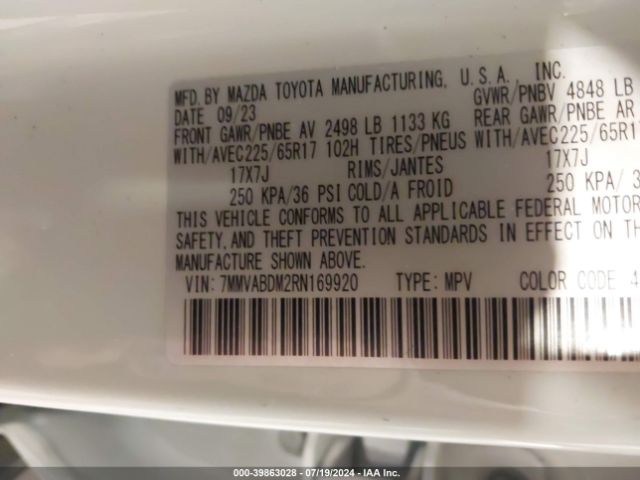 MFD. BY MAZDA TOYOTA MANUFACTURING, U.S.A., INC.
DATE 09/23 GVWR/PNBV 4848 LB
FRONT GAWR/PNBE AV 2498 LB 1133 KG REAR GAWR/PNBE AR
WITH/AVEC225/65R17 102H TIRES/PNEUS WITH/AVEC225/65R1
17X7J RIMS/JANTES 17X7J
250 KPA/36 PSI COLD/A FROID 250 KPA/ 3
THIS VEHICLE CONFORMS TO ALL APPLICABLE FEDERAL MOTOR
SAFETY, AND THEFT PREVENTION STANDARDS IN EFFECT ON TH
MANUFACTURE SHOWN ABOVE.
VIN: 7MMVABDM2RN169920 TYPE: MPV COLOR CODE 4
000-39863028 - 07/19/2024 - IAA Inc.